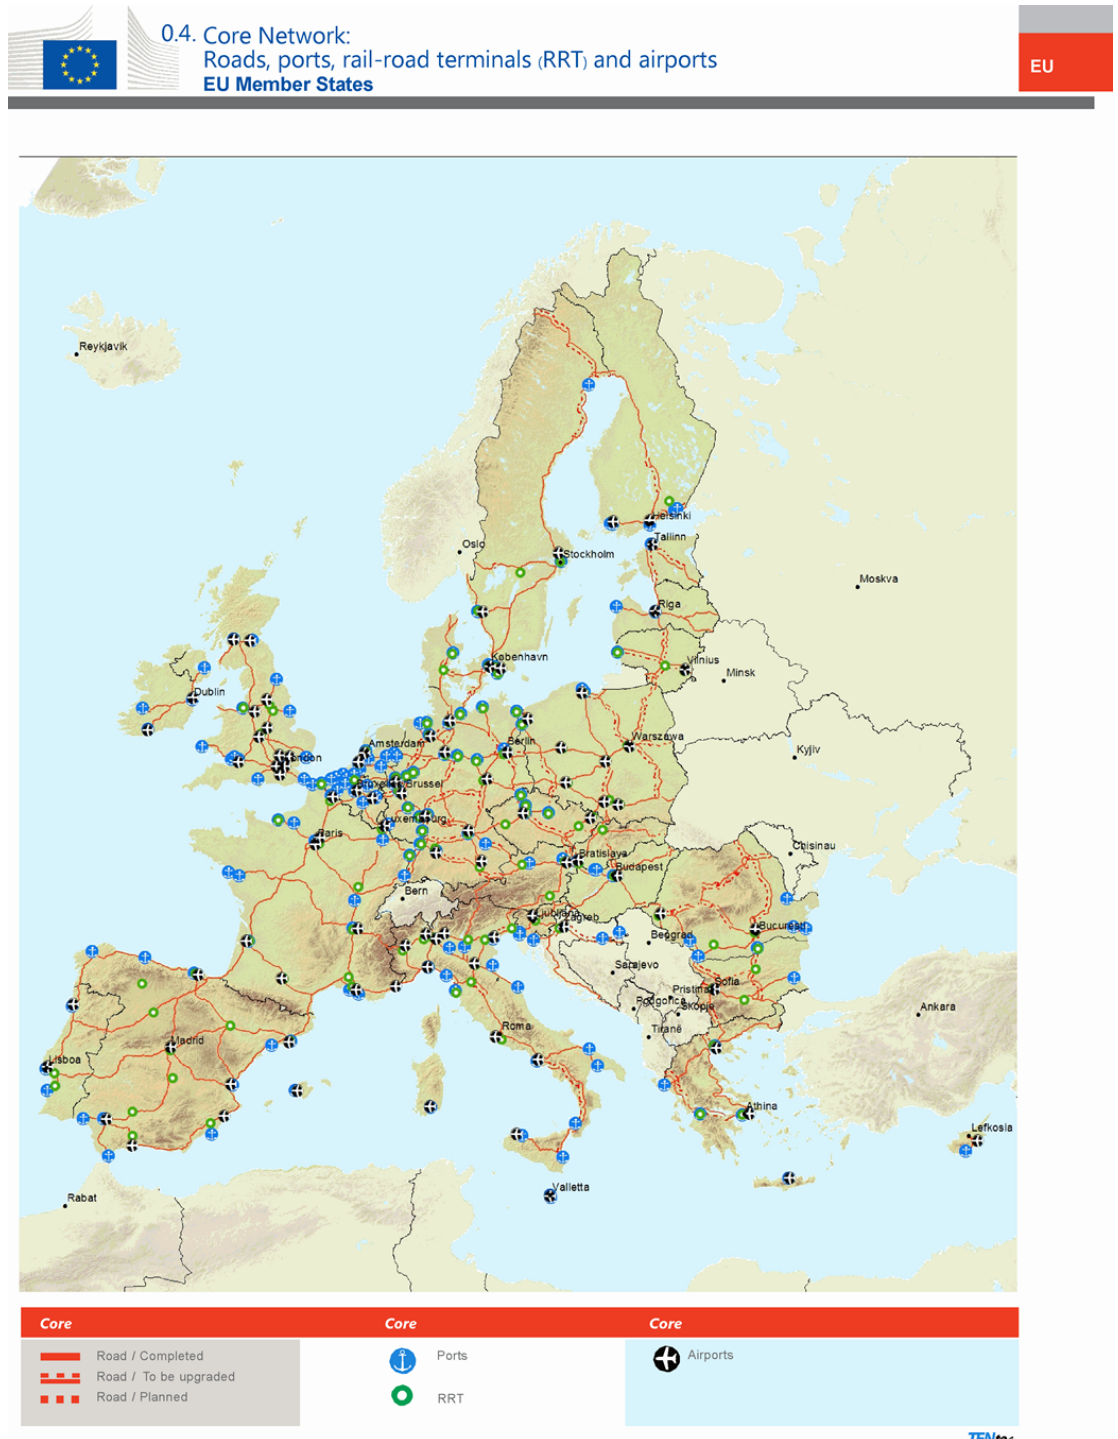 0.4. Core Network:
Roads, ports, rail-road terminals (RRT) and airports
EU Member States
EU
Reykjavik
Oslo
Helsinki
Tallinn
Stockholm
Moskva
Riga
København
Vilnius
Minsk
Dublin
Amsterdam
Berlin
Warszawa
London
Kyjiv
Bruxelles/Brussel
Luxembourg
Paris
Chisinau
Bratislava
Budapest
Bern
Ljubljana
Zagreb
Bucuresti
Beograd
Sarajevo
Sofia
Pristina
Podgorica
Skopje
Ankara
Roma
Tiranë
Madrid
Lisboa
Athina
Lefkosia
Valletta
Rabat
Core
Core
Core
Road / Completed
Ports
Airports
Road / To be upgraded
Road / Planned
RRT
TENtec